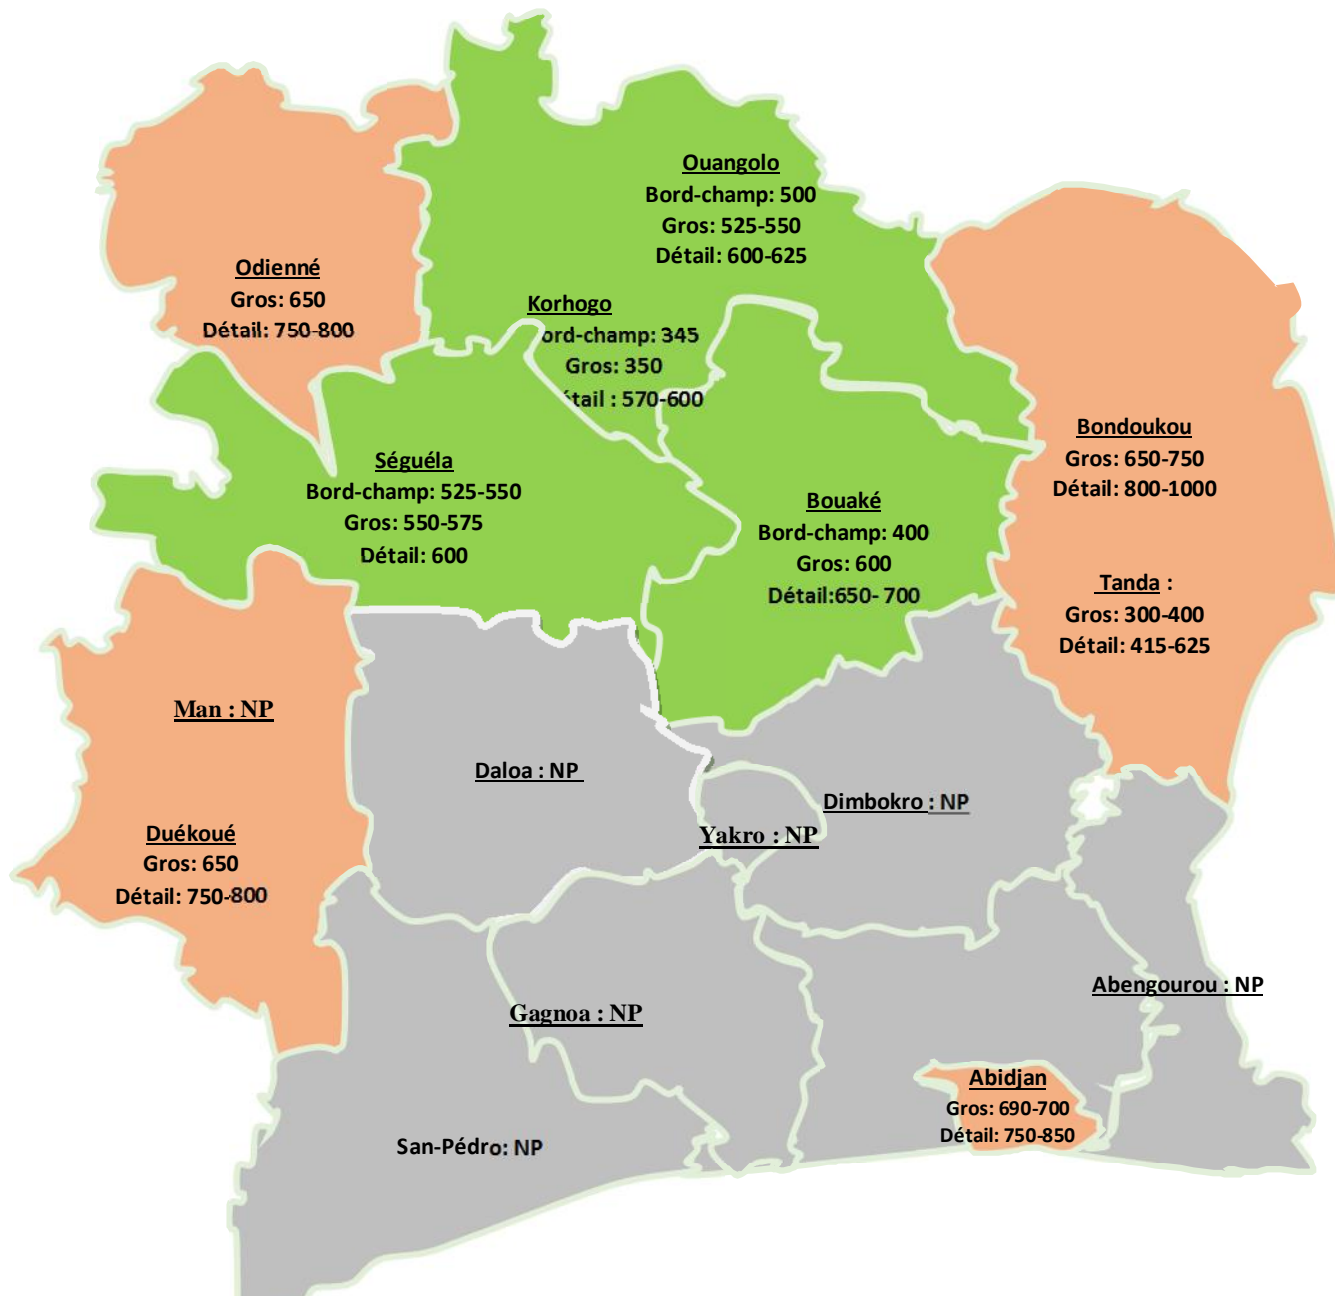 Ouangolo
Bord-champ: 500
Gros: 525-550
Détail: 600-625
Odienné
Gros: 650
Détail: 750-800
Korhogo
ord-champ: 345
Gros: 350
étail : 570-600
Bondoukou
Gros: 650-750
Détail: 800-1000
Séguéla
Bord-champ: 525-550
Gros: 550-575
Détail: 600
Bouaké
Bord-champ: 400
Gros: 600
Détail:650- 700
Tanda :
Gros: 300-400
Détail: 415-625
Man : NP
Daloa : NP
Dimbokro : NP
Yakro : NP
Duékoué
Gros: 650
Détail: 750-800
Abengourou : NP
Gagnoa : NP
Abidjan
Gros: 690-700
Détail: 750-850
San-Pédro: NP